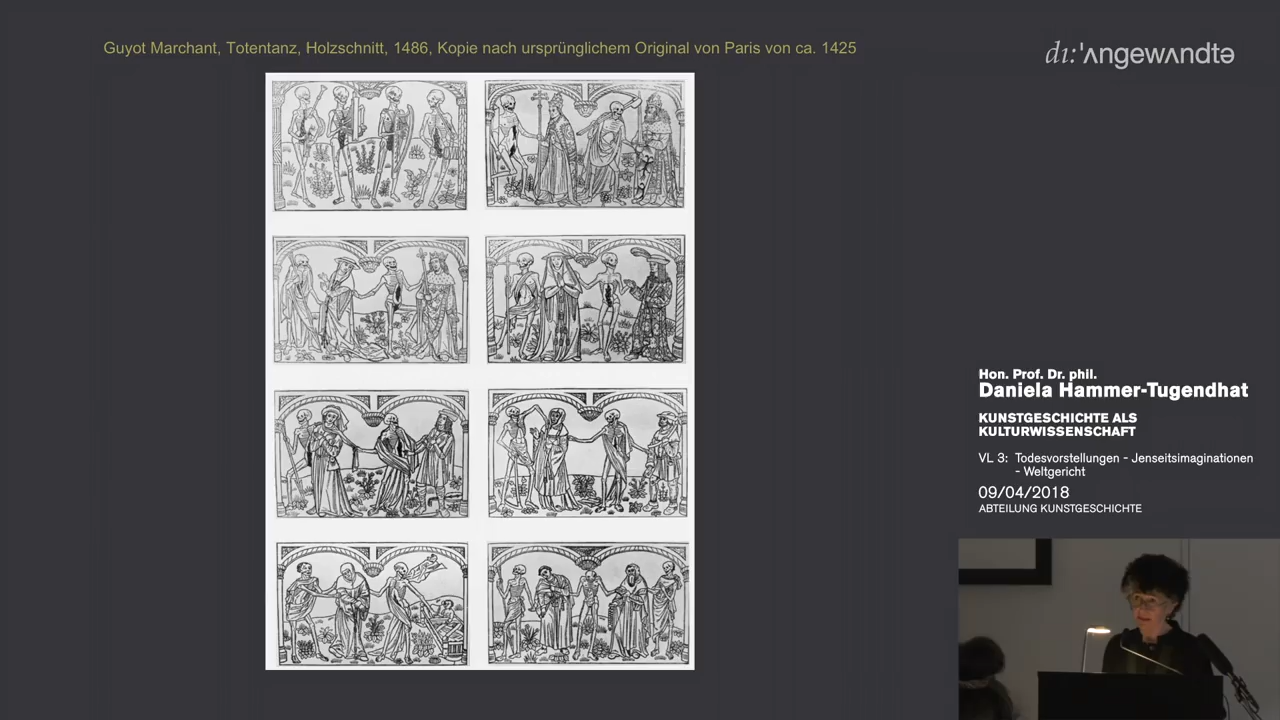 Guyot Marchant, Totentanz, Holzschnitt, 1486, Kopie nach ursprünglichem Original von Paris von ca. 1425
dı:ˈʌngewʌndtə
Hon. Prof. Dr. phil.
Daniela Hammer-Tugendhat
KUNSTGESCHICHTE ALS
KULTURWISSENSCHAFT
VL 3: Todesvorstellungen - Jenseitsimaginationen
- Weltgericht
09/04/2018
ABTEILUNG KUNSTGESCHICHTE